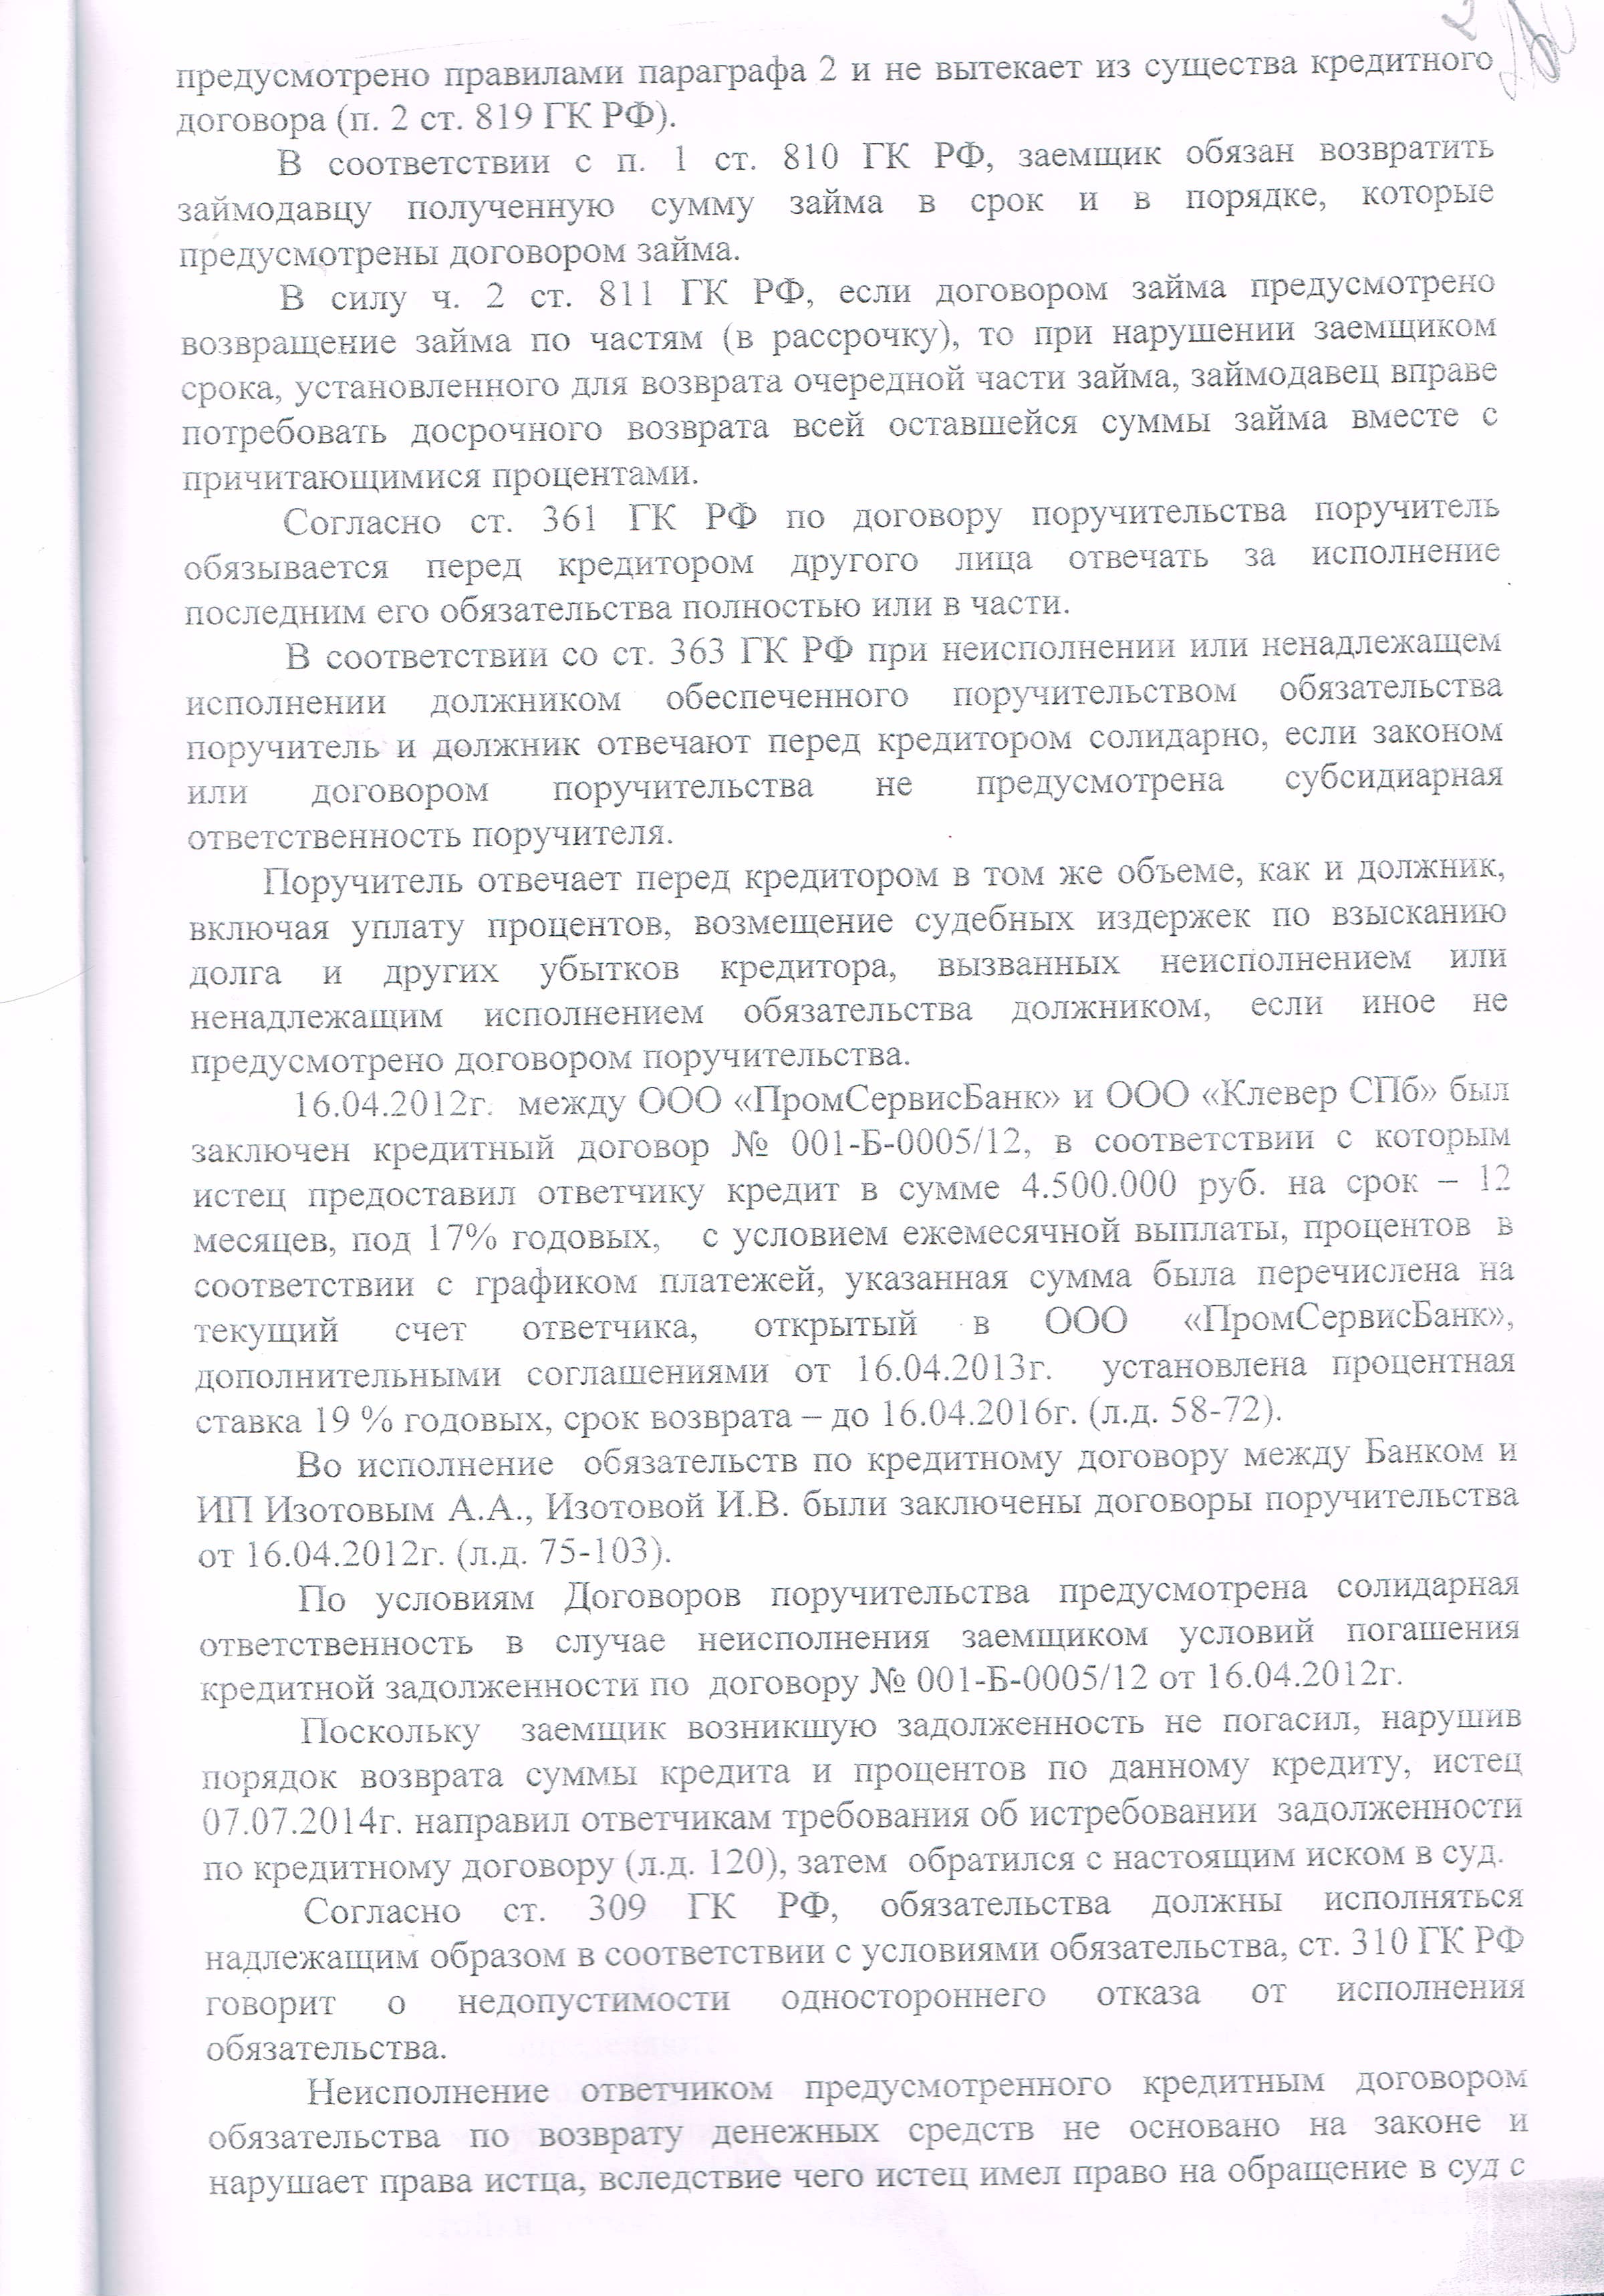 предусмотрено правилами параграфа 2 и не вытекает из существа кредитного
договора (п. 2 ст. 819 ГК РФ).
В соответствии с п. 1 ст. 810 ГК РФ, заемщик обязан возвратить
займодавцу полученную сумму займа в срок и в порядке, которые
предусмотрены договором займа.
В силу ч. 2 ст. 811 ГК РФ, если договором займа предусмотрено
возвращение займа по частям (в рассрочку), то при нарушении заемщиком
срока, установленного для возврата очередной части займа, займодавец вправе
потребовать досрочного возврата всей оставшейся суммы займа вместе с
причитающимися процентами.
Согласно ст. 361 ГК РФ по договору поручительства поручитель
обязывается перед кредитором другого лица отвечать за исполнение
последним его обязательства полностью или в части.
В соответствии со ст. 363 ГК РФ при неисполнении или ненадлежащем
исполнении должником обеспеченного поручительством обязательства
поручитель и должник отвечают перед кредитором солидарно, если законом
или договором поручительства не предусмотрена субсидиарная
ответственность поручителя.
Поручитель отвечает перед кредитором в том же объеме, как и должник,
включая уплату процентов, возмещение судебных издержек по взысканию
долга и других убытков кредитора, вызванных неисполнением или
ненадлежащим исполнением обязательства должником, если иное не
предусмотрено договором поручительства.
16.04.2012г. между ООО «ПромСервисБанк» и ООО «Клевер СПб» был
заключен кредитный договор № 001-Б-0005/12, в соответствии с которым
истец предоставил ответчику кредит в сумме 4.500.000 руб. на срок – 12
месяцев, под 17% годовых, с условием ежемесячной выплаты, процентов в
соответствии с графиком платежей, указанная сумма была перечислена на
текущий счет ответчика, открытый в ООО «ПромСервисБанк»,
дополнительными соглашениями от 16.04.2013г. установлена процентная
ставка 19 % годовых, срок возврата – до 16.04.2016г. (л.д. 58-72).
Во исполнение обязательств по кредитному договору между Банком и
ИП Изотовым А.А., Изотовой И.В. были заключены договоры поручительства
от 16.04.2012г. (л.д. 75-103).
По условиям Договоров поручительства предусмотрена солидарная
ответственность в случае неисполнения заемщиком условий погашения
кредитной задолженности по договору № 001-Б-0005/12 от 16.04.2012г.
Поскольку заемщик возникшую задолженность не погасил, нарушив
порядок возврата суммы кредита и процентов по данному кредиту, истец
07.07.2014г. направил ответчикам требования об истребовании задолженности
по кредитному договору (л.д. 120), затем обратился с настоящим иском в суд.
Согласно ст. 309 ГК РФ, обязательства должны исполняться
надлежащим образом в соответствии с условиями обязательства, ст. 310 ГК РФ
говорит о недопустимости одностороннего отказа от исполнения
обязательства.
Неисполнение ответчиком предусмотренного кредитным договором
обязательства по возврату денежных средств не основано на законе и
нарушает права истца, вследствие чего истец имел право на обращение в суд с